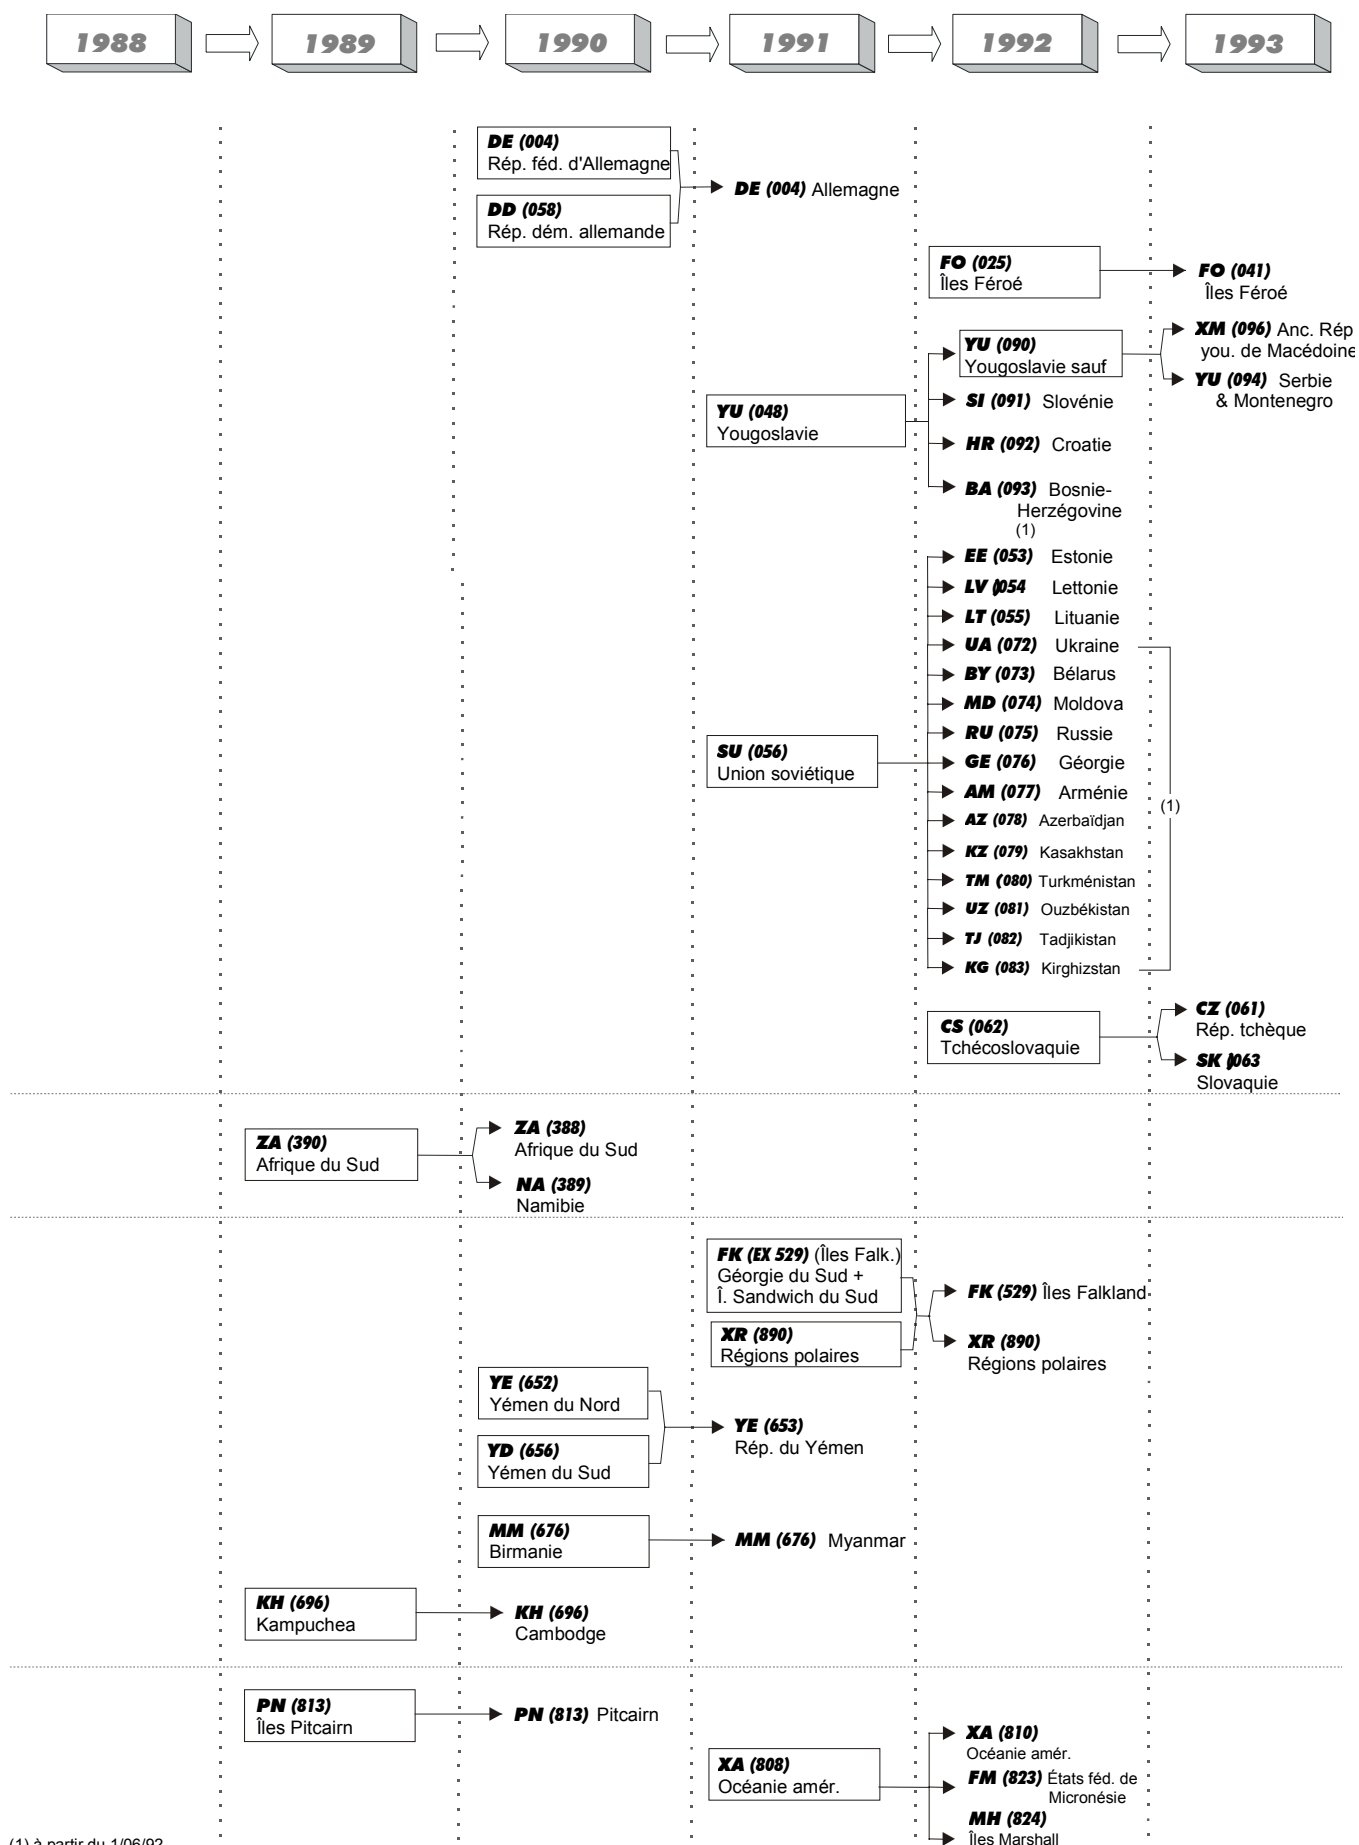 1988 1989 1990 1991 1992 1993
DE (004)
Rép. féd. d'Allemagne
DD (058)
Rép. dém. allemande
DE (004) Allemagne
FO (025)
Îles Féroé
FO (041)
Îles Féroé
YU (048)
Yougoslavie
YU (090)
Yougoslavie sauf
XM (096) Anc. Rép
you. de Macédoine
YU (094) Serbie
& Montenegro
SI (091) Slovénie
HR (092) Croatie
BA (093) Bosnie-
Herzégovine
(1)
SU (056)
Union soviétique
EE (053) Estonie
LV )054 Lettonie
LT (055) Lituanie
UA (072) Ukraine
BY (073) Bélarus
MD (074) Moldova
RU (075) Russie
GE (076) Géorgie
AM (077) Arménie
(1)
AZ (078) Azerbaïdjan
KZ (079) Kasakhstan
TM (080) Turkménistan
UZ (081) Ouzbékistan
TJ (082) Tadjikistan
KG (083) Kirghizstan
CS (062)
Tchécoslovaquie
CZ (061)
Rép. tchèque
SK )063
Slovaquie
ZA (390)
Afrique du Sud
ZA (388)
Afrique du Sud
NA (389)
Namibie
FK (EX 529) (Îles Falk.)
Géorgie du Sud +
Î. Sandwich du Sud
XR (890)
Régions polaires
FK (529) Îles Falkland
XR (890)
Régions polaires
YE (652)
Yémen du Nord
YD (656)
Yémen du Sud
YE (653)
Rép. du Yémen
MM (676)
Birmanie
MM (676) Myanmar
KH (696)
Kampuchea
KH (696)
Cambodge
PN (813)
Îles Pitcairn
PN (813) Pitcairn
XA (808)
Océanie amér.
XA (810)
Océanie amér.
FM (823) États féd. de
Micronésie
MH (824)
Îles Marshall
(1) à partir du 1/06/92